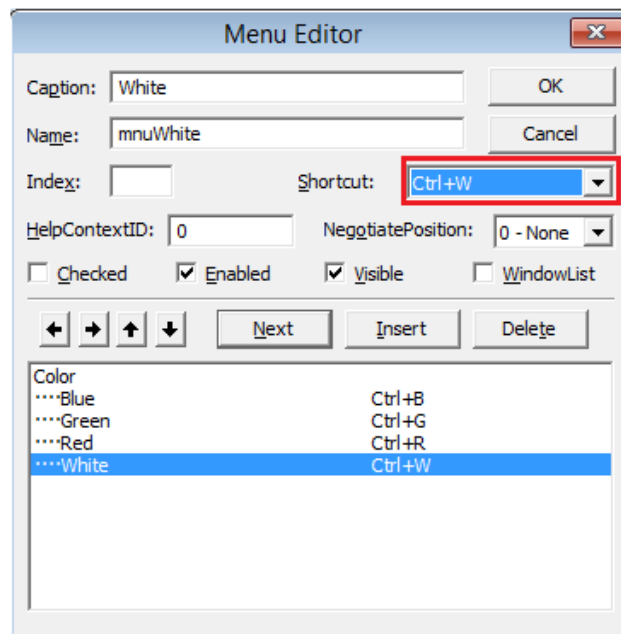 Menu Editor
Caption: White OK
Name: mnuWhite Cancel
Index: Shortcut: Ctrl+W
HelpContextID: 0 NegotiatePosition: 0 - None
Checked Enabled Visible WindowList
Next Insert Delete
Color
····Blue Ctrl+B
····Green Ctrl+G
····Red Ctrl+R
····White Ctrl+W